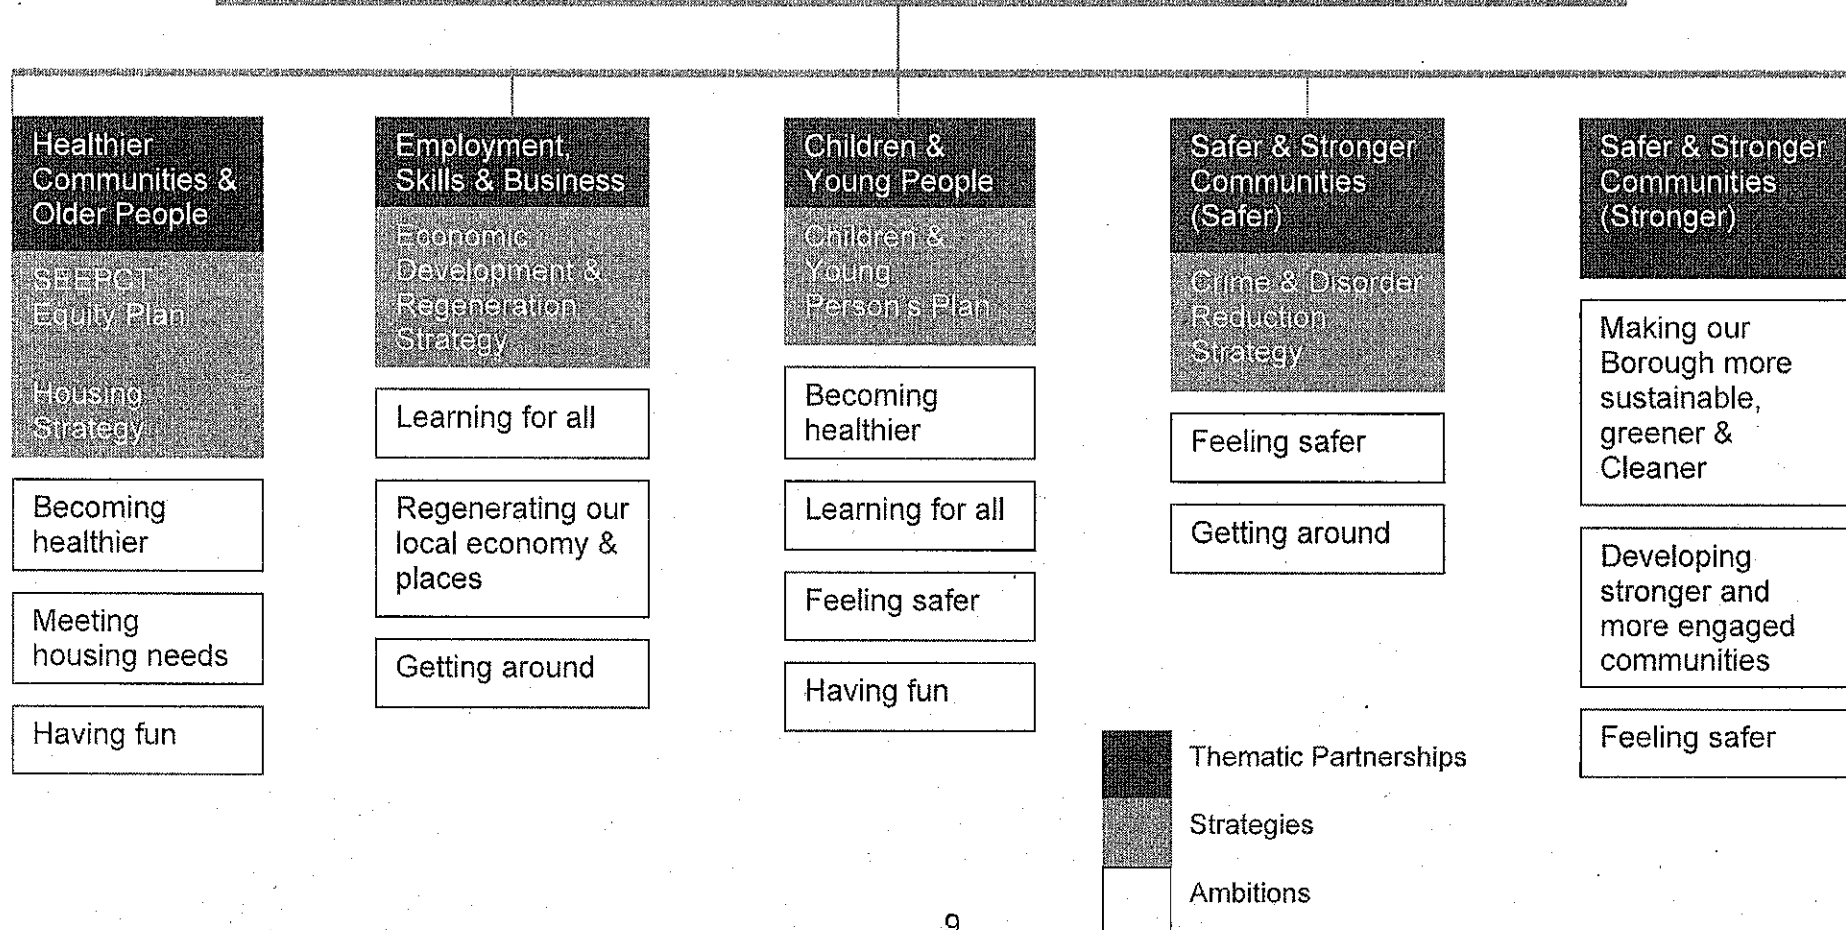 Healthier
Communities &
Older People
SEEPCT
Equity Plan
Housing
Strategy
Becoming
healthier
Meeting
housing needs
Having fun
Employment,
Skills & Business
Economic
Development &
Regeneration
Strategy
Learning for all
Regenerating our
local economy &
places
Getting around
Children &
Young People
Children &
Young
Person's Plan
Becoming
healthier
Learning for all
Feeling safer
Having fun
Safer & Stronger
Communities
(Safer)
Crime & Disorder
Reduction
Strategy
Feeling safer
Getting around
Safer & Stronger
Communities
(Stronger)
Making our
Borough more
sustainable,
greener &
Cleaner
Developing
stronger and
more engaged
communities
Feeling safer
Thematic Partnerships
Strategies
Ambitions
9